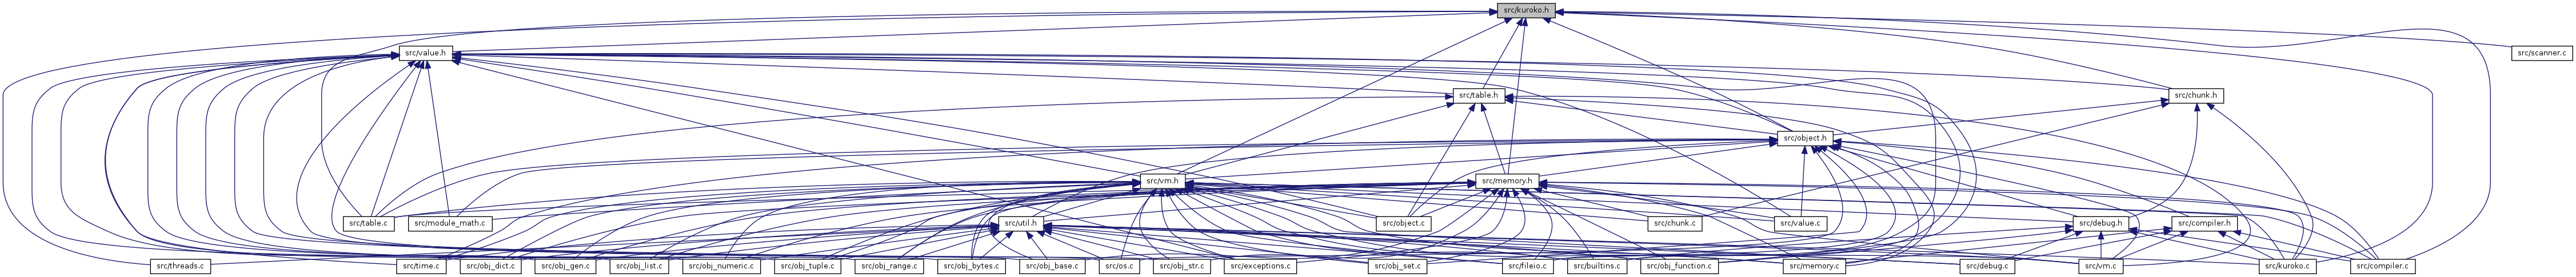 src/kuroko.h
src/value.h
src/scanner.c
src/table.h
src/chunk.h
src/object.h
src/vm.h
src/memory.h
src/table.c
src/module_math.c
src/util.h
src/object.c
src/chunk.c
src/value.c
src/debug.h
src/compiler.h
src/threads.c
src/time.c
src/obj_dict.c
src/obj_gen.c
src/obj_list.c
src/obj_numeric.c
src/obj_tuple.c
src/obj_range.c
src/obj_bytes.c
src/obj_base.c
src/os.c
src/obj_str.c
src/exceptions.c
src/obj_set.c
src/fileio.c
src/builtins.c
src/obj_function.c
src/memory.c
src/debug.c
src/vm.c
src/kuroko.c
src/compiler.c